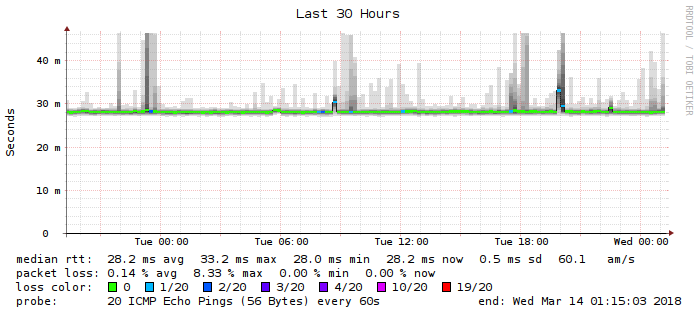 Last 30 Hours
RRDTOOL / TOBI OETIKER
Seconds
40 m
30 m
20 m
10 m
0
Tue 00:00 Tue 06:00 Tue 12:00 Tue 18:00 Wed 00:00
median rtt: 28.2 ms avg 33.2 ms max 28.0 ms min 28.2 ms now 0.5 ms sd 60.1 am/s
packet loss: 0.14 % avg 8.33 % max 0.00 % min 0.00 % now
loss color: 0 1/20 2/20 3/20 4/20 10/20 19/20
probe: 20 ICMP Echo Pings (56 Bytes) every 60s end: Wed Mar 14 01:15:03 2018